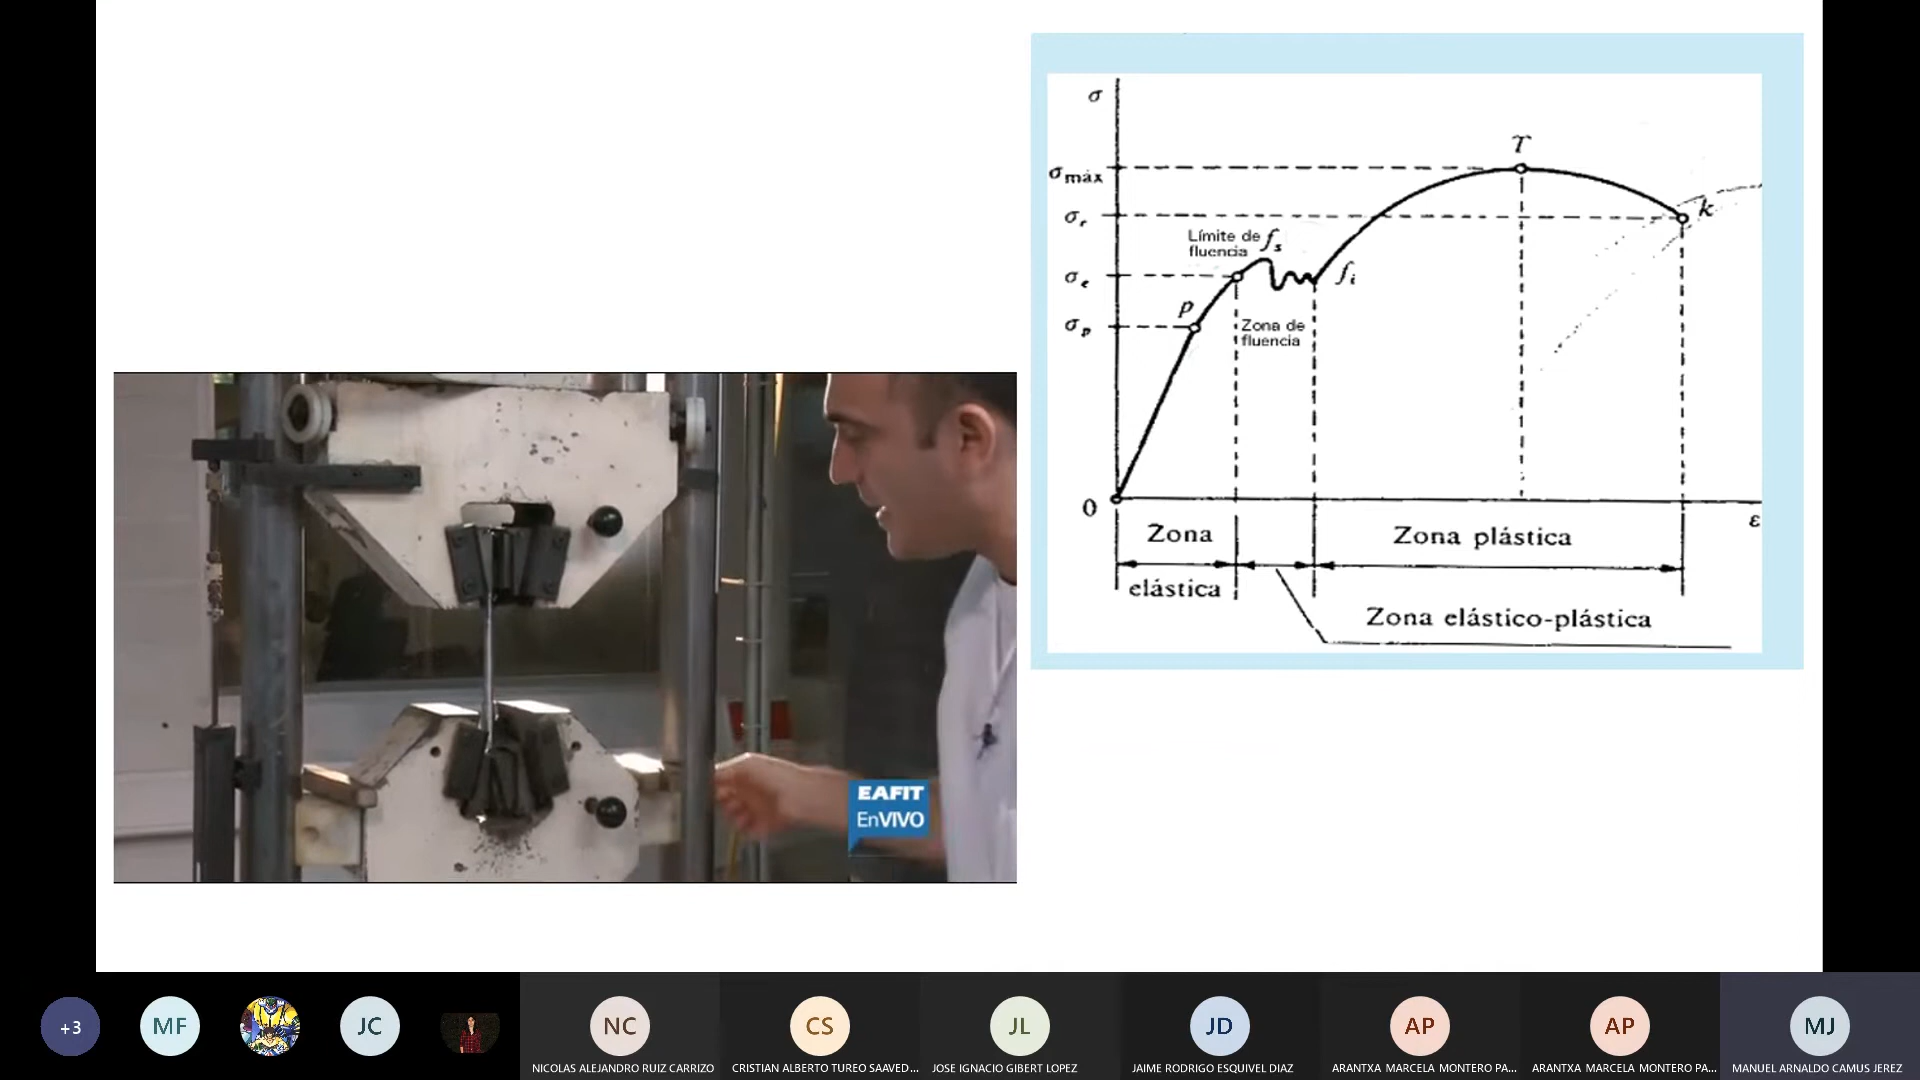 σ
T
σmáx
σr
k
Límite de
fluencia
fs
σe
fi
P
σp
Zona de
fluencia
0
ε
Zona
elástica
Zona plástica
Zona elástico-plástica
EAFIT
EnVIVO
+3
MF
JC
NC
CS
JL
JD
AP
AP
MJ
NICOLAS ALEJANDRO RUIZ CARRIZO
CRISTIAN ALBERTO TUREO SAAVED...
JOSE IGNACIO GIBERT LOPEZ
JAIME RODRIGO ESQUIVEL DIAZ
ARANTXA MARCELA MONTERO PA...
ARANTXA MARCELA MONTERO PA...
MANUEL ARNALDO CAMUS JEREZ